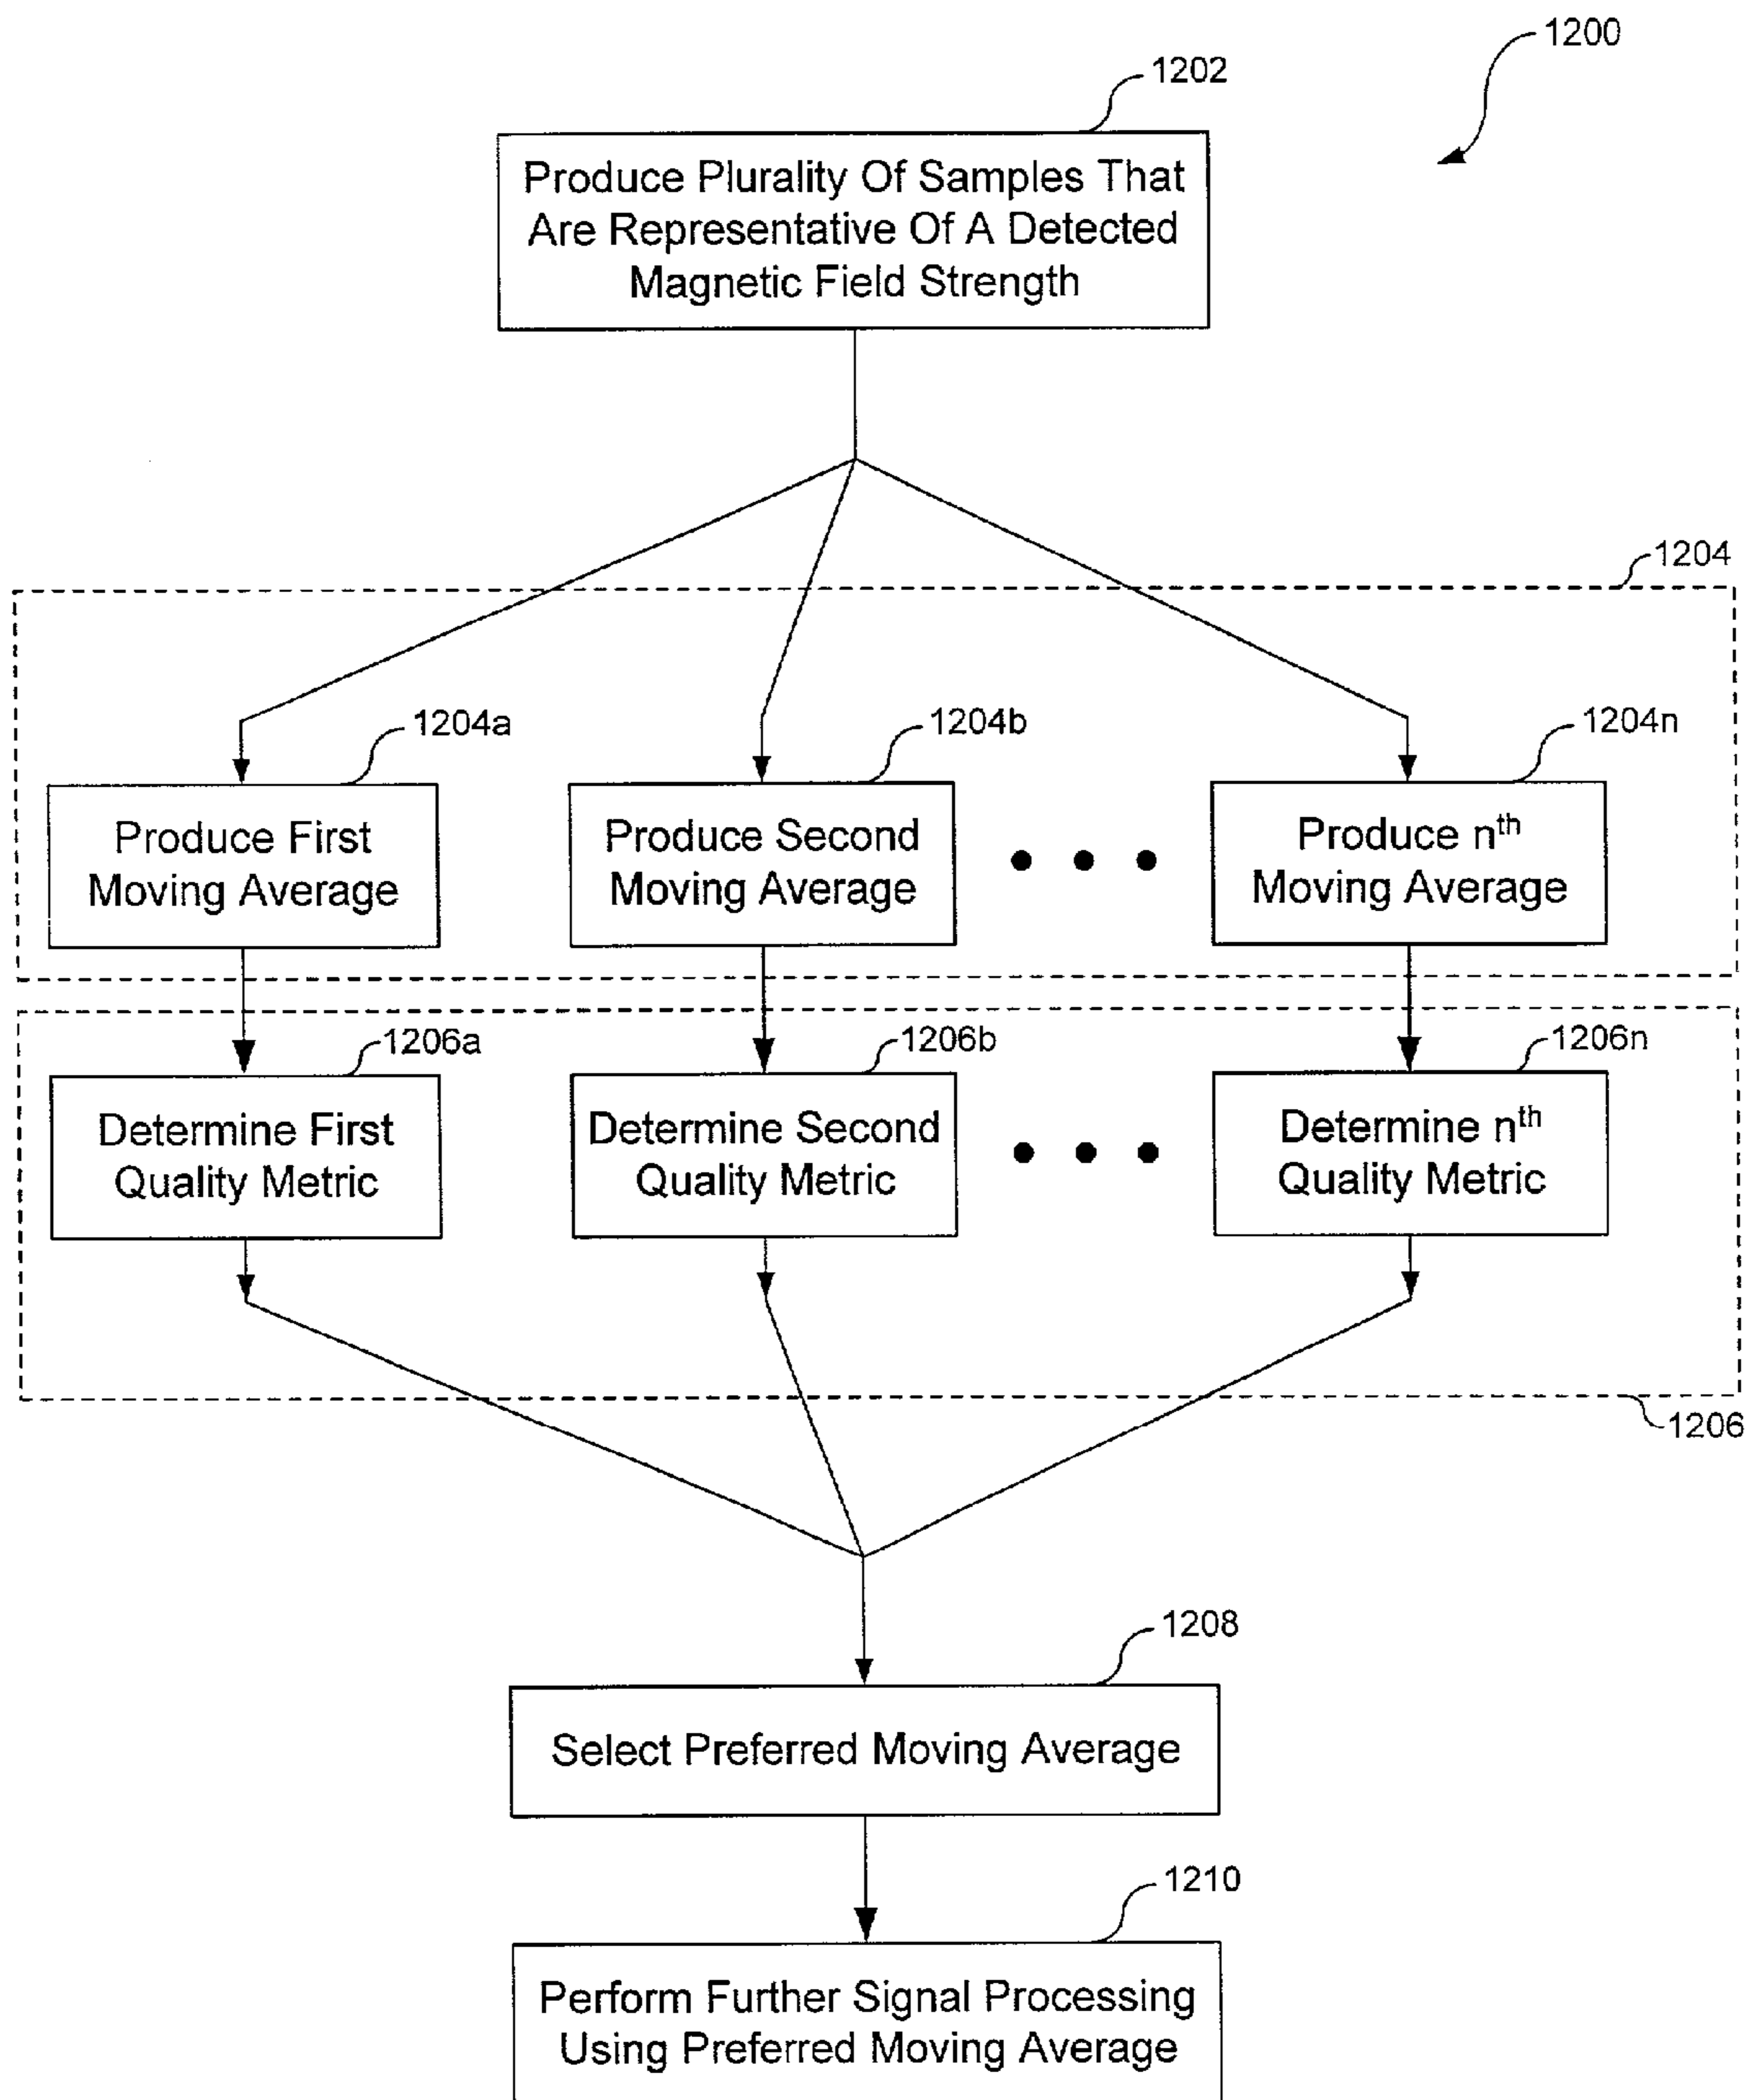 1200
1202
Produce Plurality Of Samples That
Are Representative Of A Detected
Magnetic Field Strength
1204
1204a
1204b
1204n
Produce First
Moving Average
Produce Second
Moving Average
Produce nth
Moving Average
1206a
1206b
1206n
Determine First
Quality Metric
Determine Second
Quality Metric
Determine nth
Quality Metric
1206
1208
Select Preferred Moving Average
1210
Perform Further Signal Processing
Using Preferred Moving Average